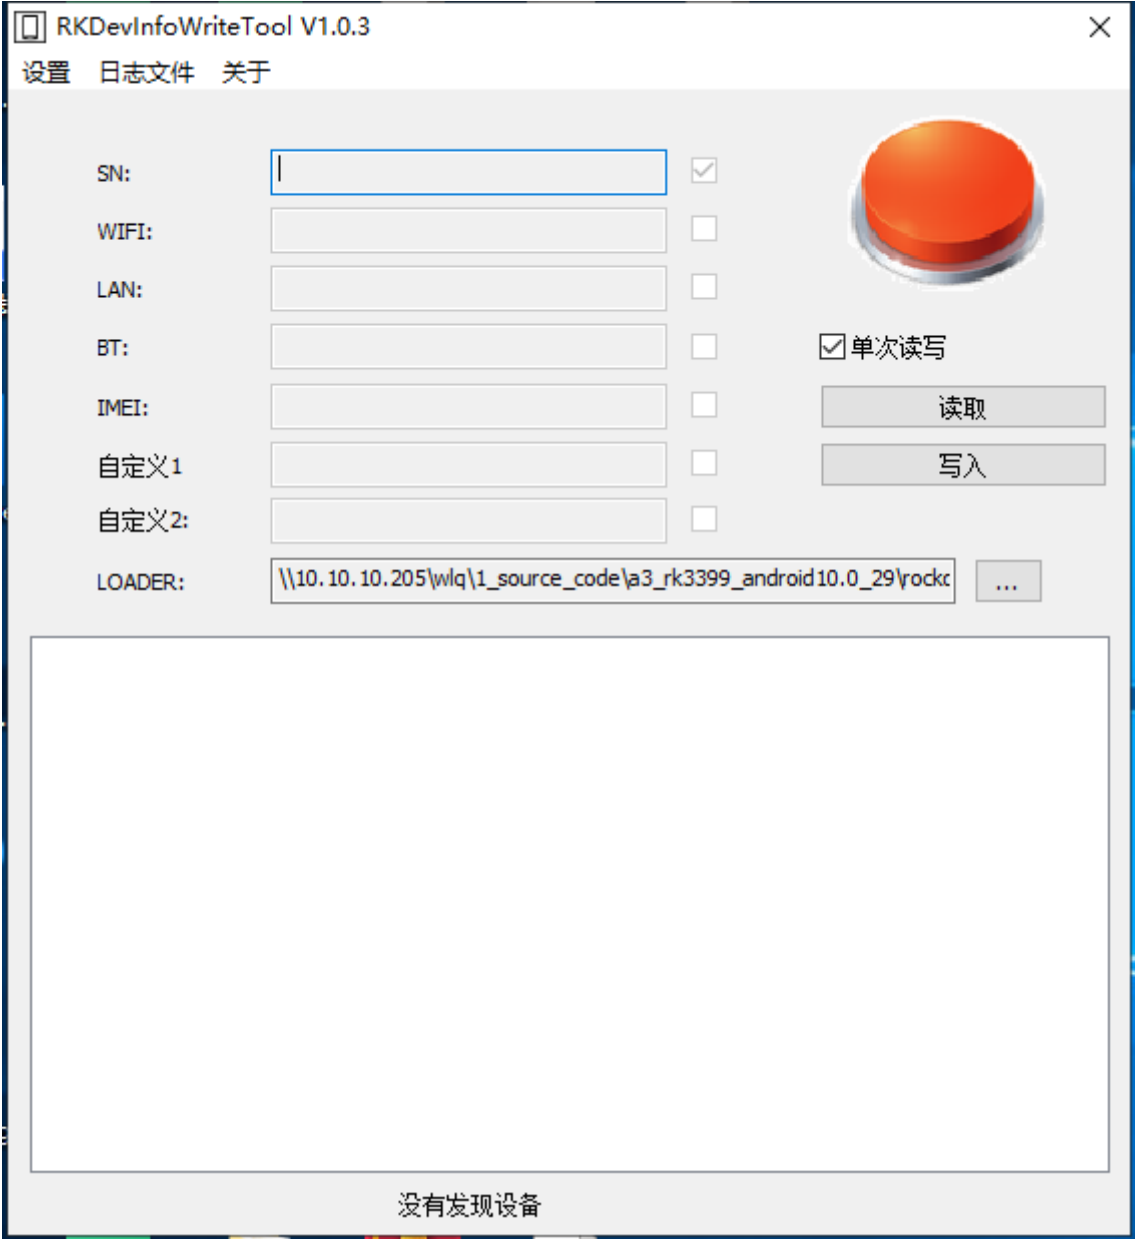 RKDevInfoWriteTool V1.0.3
设置 日志文件 关于
SN:
WIFI:
LAN:
BT:
单次读写
IMEI:
读取
自定义1
写入
自定义2:
LOADER: \\10.10.10.205\wlq\1_source_code\a3_rk3399_android10.0_29\rockc ...
没有发现设备